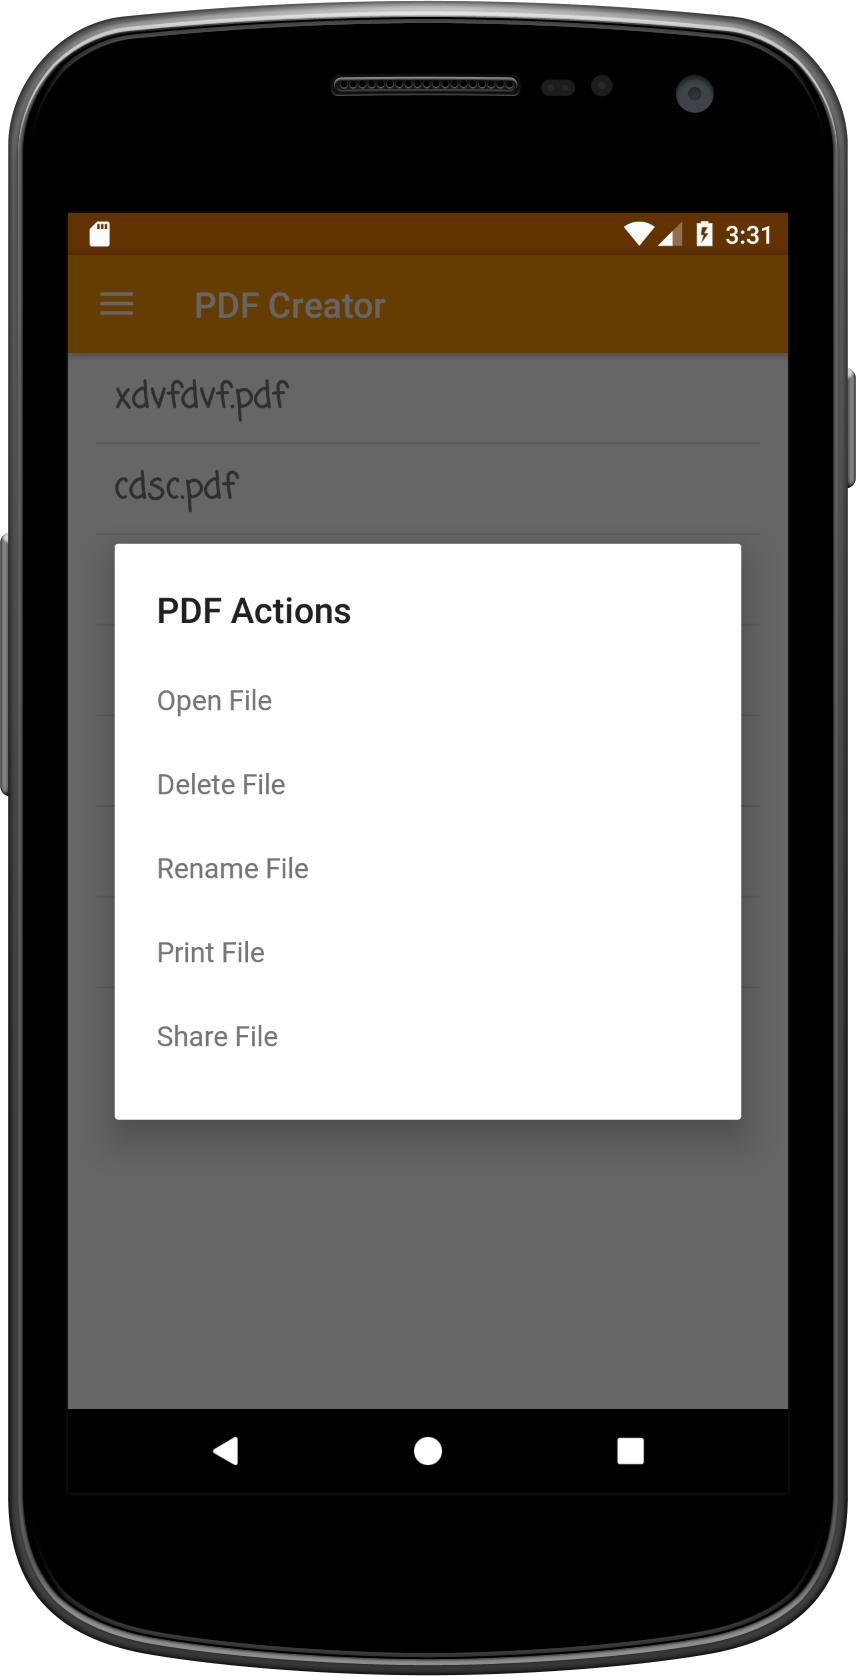 3:31
PDF Creator
xdvfdvf.pdf
cdsc.pdf
PDF Actions
Open File
Delete File
Rename File
Print File
Share File